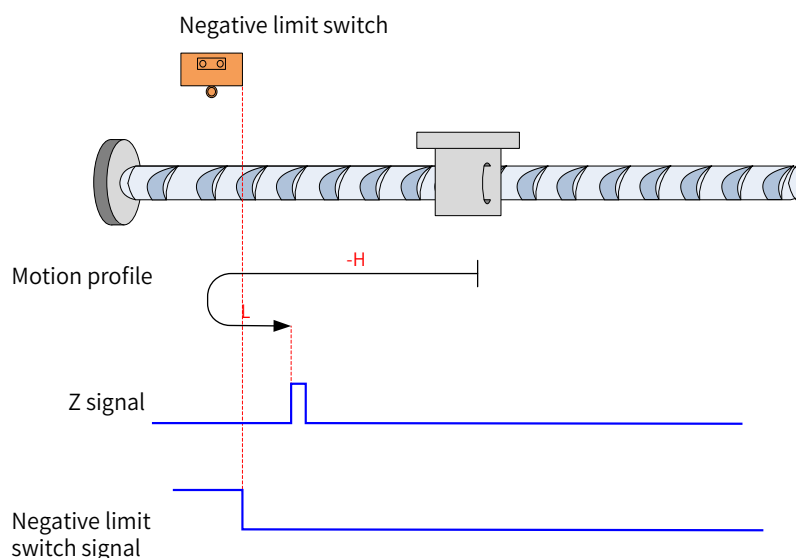 Negative limit switch
-H
Motion profile
L
Z signal
Negative limit
switch signal